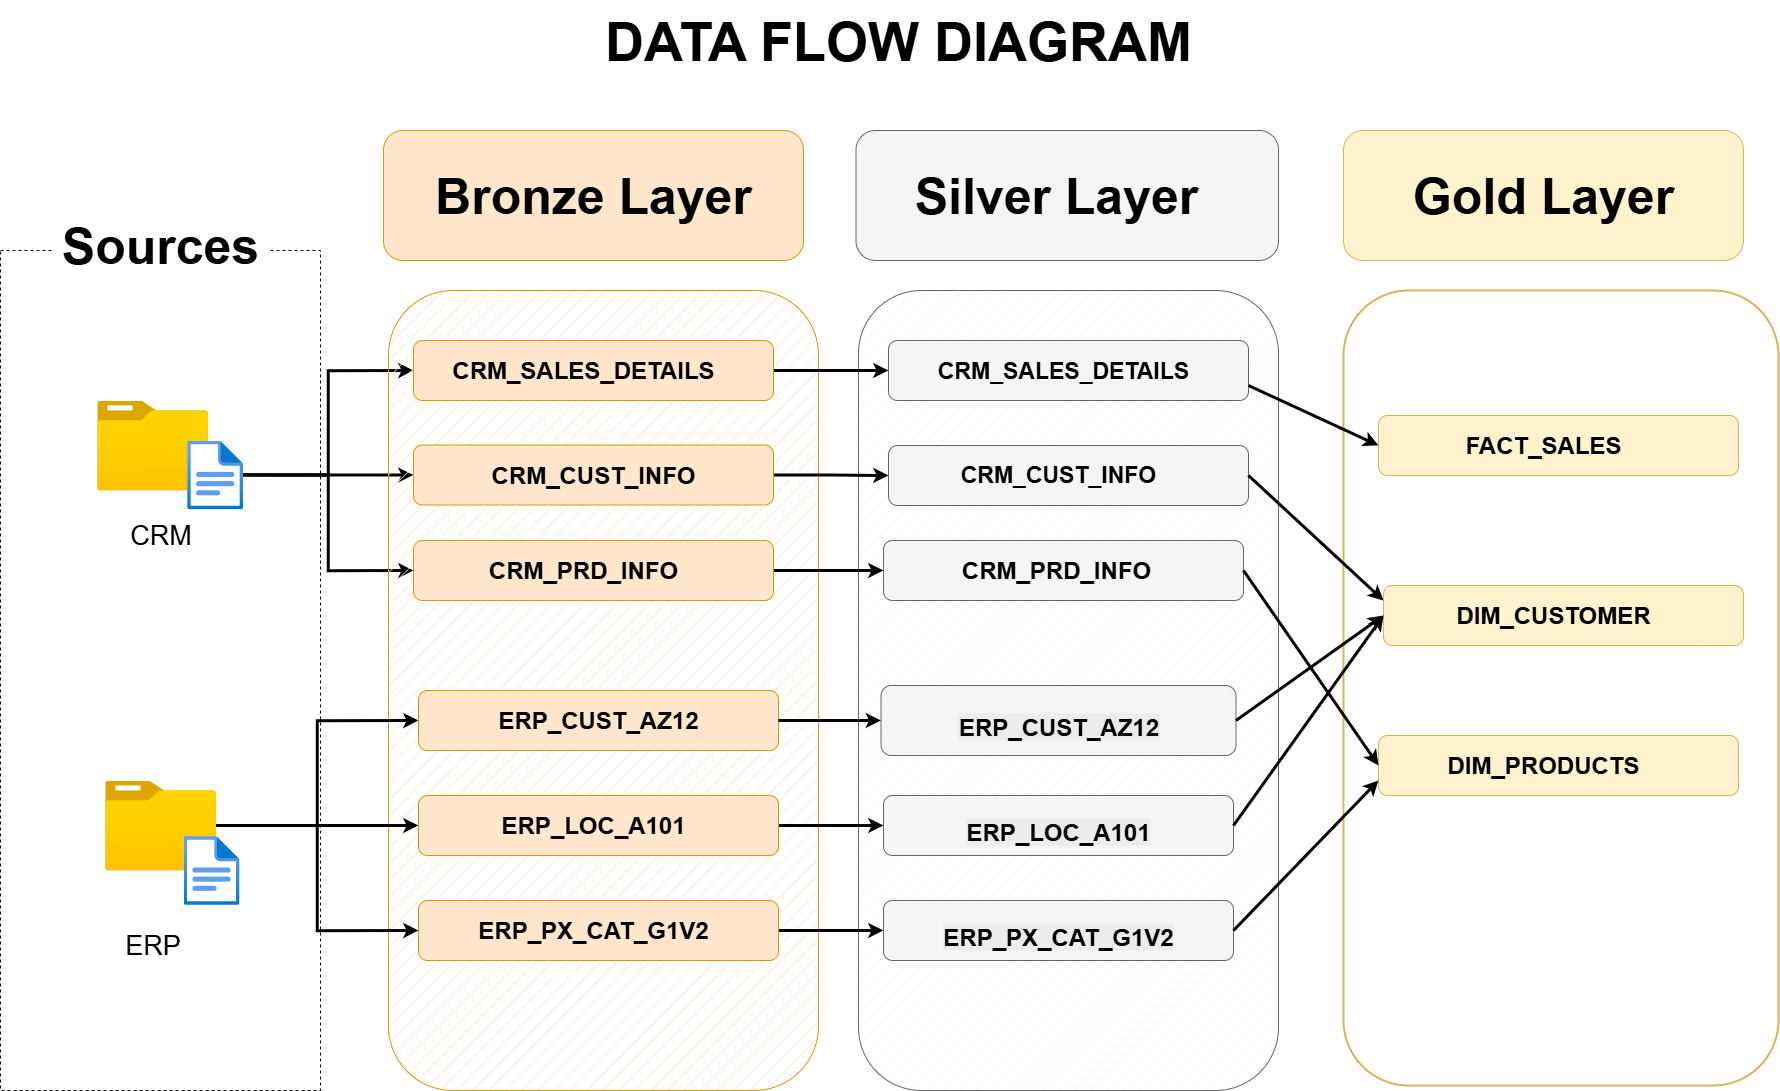 DATA FLOW DIAGRAM
Bronze Layer
Silver Layer
Gold Layer
Sources
CRM_SALES_DETAILS
CRM_SALES_DETAILS
FACT_SALES
CRM_CUST_INFO
CRM_CUST_INFO
CRM
CRM_PRD_INFO
CRM_PRD_INFO
DIM_CUSTOMER
ERP_CUST_AZ12
ERP_CUST_AZ12
DIM_PRODUCTS
ERP_LOC_A101
ERP_LOC_A101
ERP
ERP_PX_CAT_G1V2
ERP_PX_CAT_G1V2